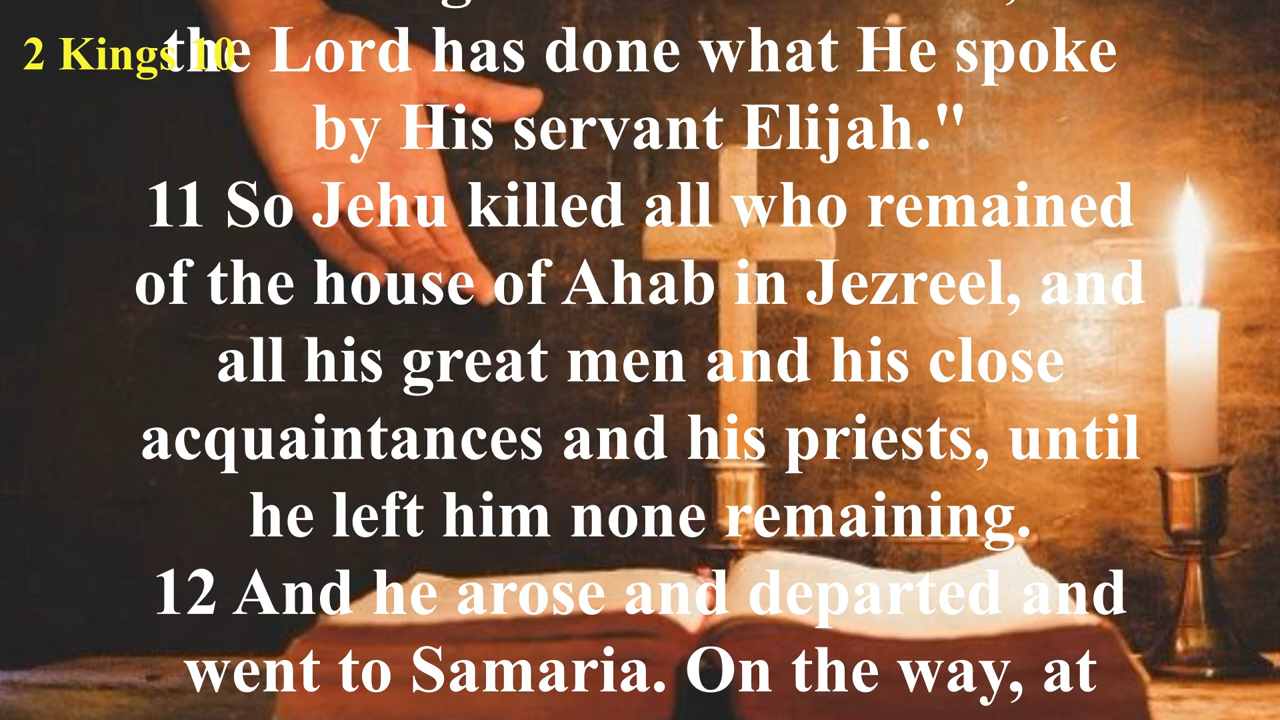 2 Kings 10
the Lord has done what He spoke
by His servant Elijah."
11 So Jehu killed all who remained
of the house of Ahab in Jezreel, and
all his great men and his close
acquaintances and his priests, until
he left him none remaining.
12 And he arose and departed and
went to Samaria. On the way, at